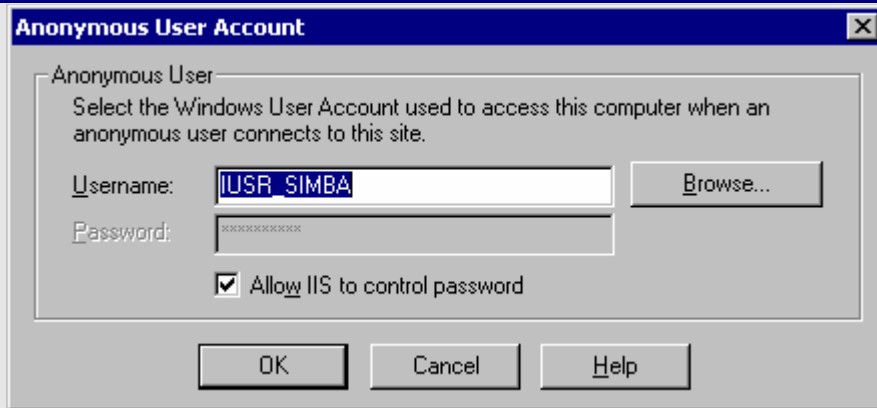 Anonymous User Account
Anonymous User
Select the Windows User Account used to access this computer when an
anonymous user connects to this site.
Username: IUSR_SIMBA Browse...
Password: **********
Allow IIS to control password
OK Cancel Help